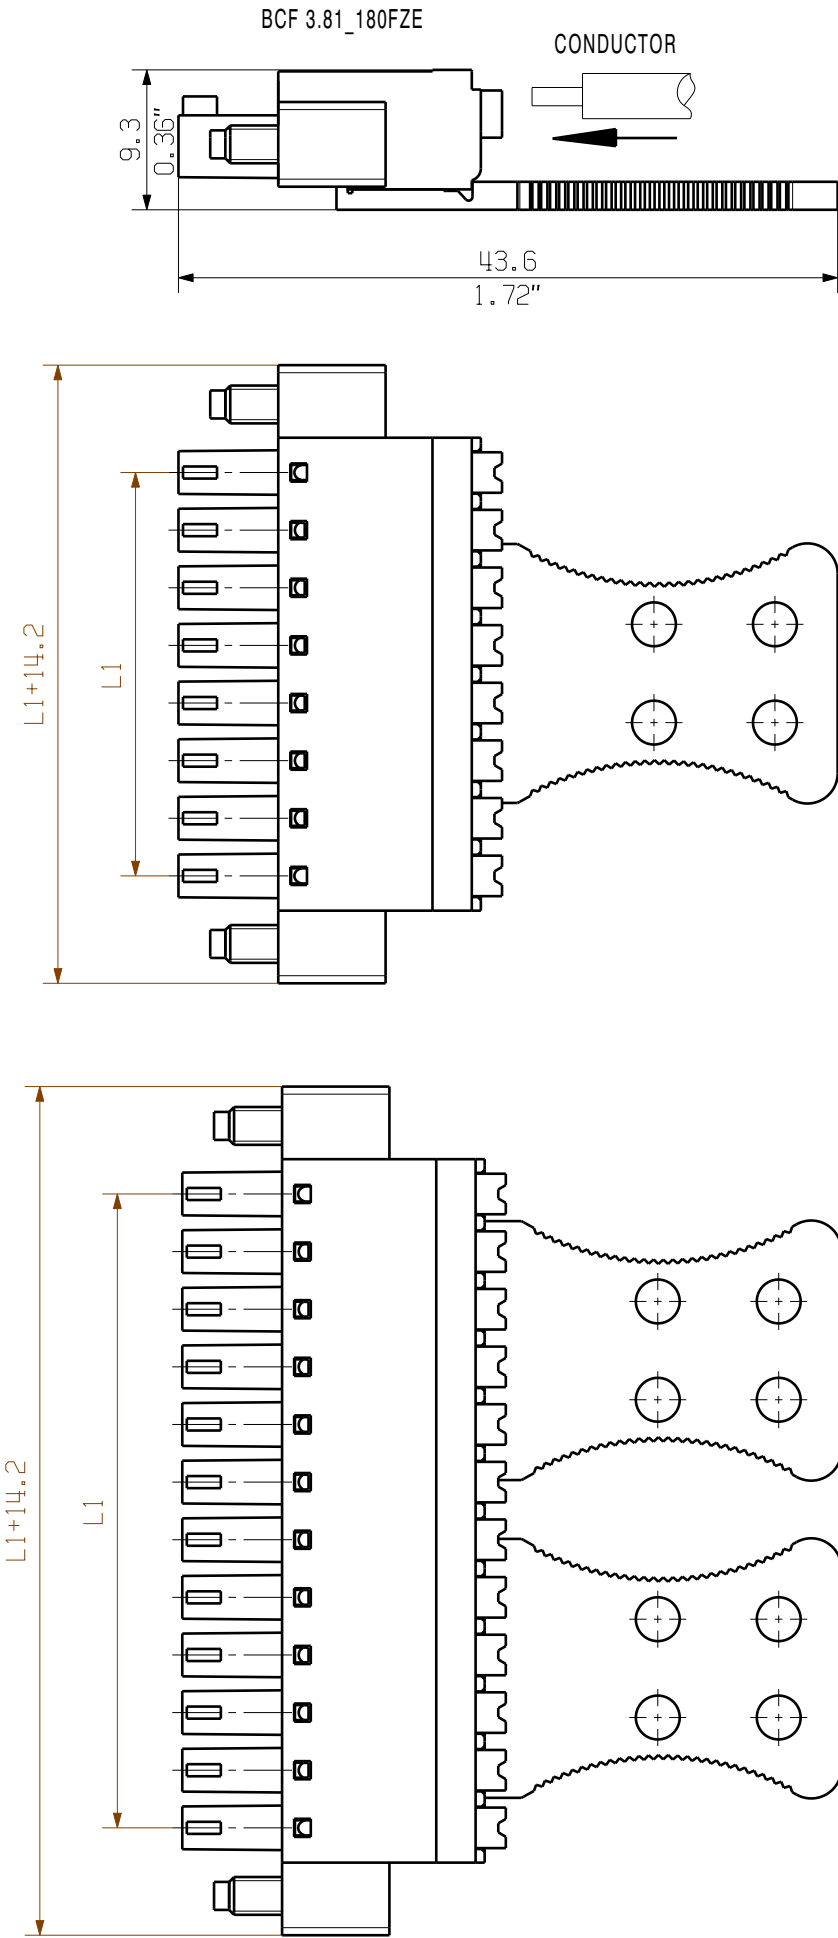 BCF 3.81_180FZE
CONDUCTOR
9.3
0.36"
43.6
1.72"
L1+14.2
L1
L1+14.2
L1